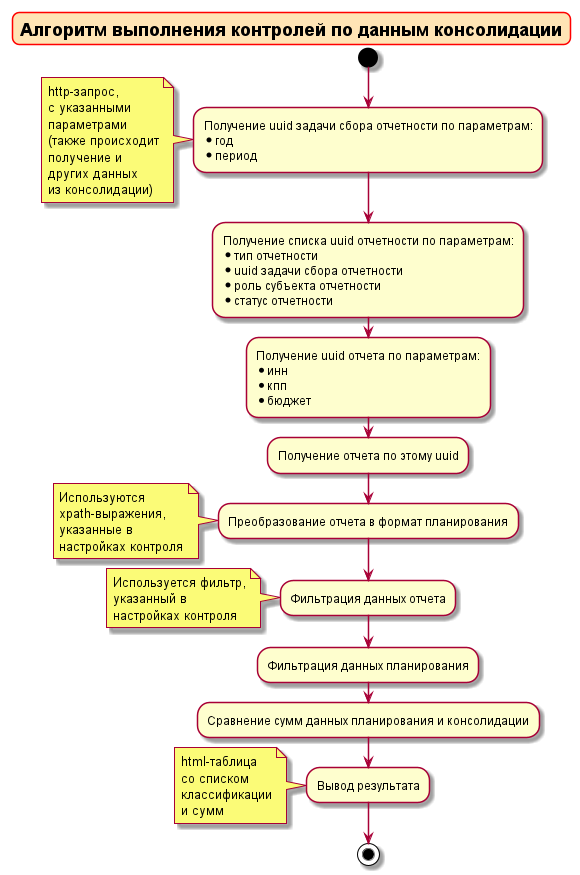 Алгоритм выполнения контролей по данным консолидации
http-запрос,
с указанными
параметрами
(также происходит
получение и
других данных
из консолидации)
Получение uuid задачи сбора отчетности по параметрам:
• год
• период
Получение списка uuid отчетности по параметрам:
• тип отчетности
• uuid задачи сбора отчетности
• роль субъекта отчетности
• статус отчетности
Получение uuid отчета по параметрам:
• инн
• кпп
• бюджет
Получение отчета по этому uuid
Используются
xpath-выражения,
указанные в
настройках контроля
Преобразование отчета в формат планирования
Используется фильтр,
указанный в
настройках контроля
Фильтрация данных отчета
Фильтрация данных планирования
Сравнение сумм данных планирования и консолидации
html-таблица
со списком
классификации
и сумм
Вывод результата